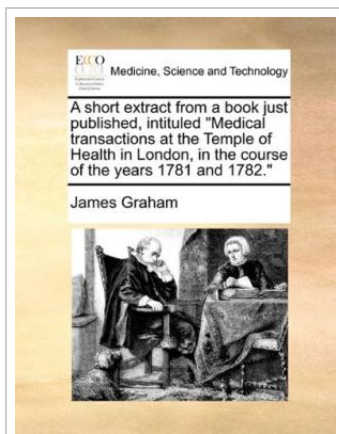 ECCO
Medicine, Science and Technology
A short extract from a book just
published, intituled "Medical
transactions at the Temple of
Health in London, in the course
of the years 1781 and 1782."
James Graham